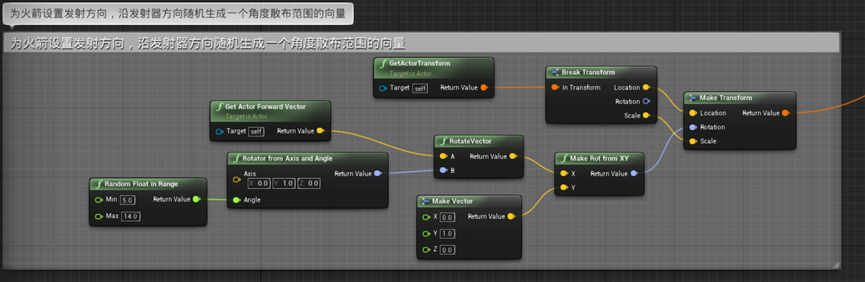 为火箭设置发射方向，沿发射器方向随机生成一个角度散布范围的向量
为火箭设置发射方向，沿发射器方向随机生成一个角度散布范围的向量
GetActorTransform
Target is Actor
Target self Return Value
Break Transform
In Transform Location
Rotation
Scale
Make Transform
Location Return Value
Rotation
Scale
Get Actor Forward Vector
Target is Actor
Target self Return Value
RotateVector
A Return Value
B
Rotator from Axis and Angle
Axis Return Value
X 0.0 Y 1.0 Z 0.0
Angle
Make Rot from XY
X Return Value
Y
Random Float in Range
Min 5.0 Return Value
Max 14.0
Make Vector
X 0.0 Return Value
Y 1.0
Z 0.0